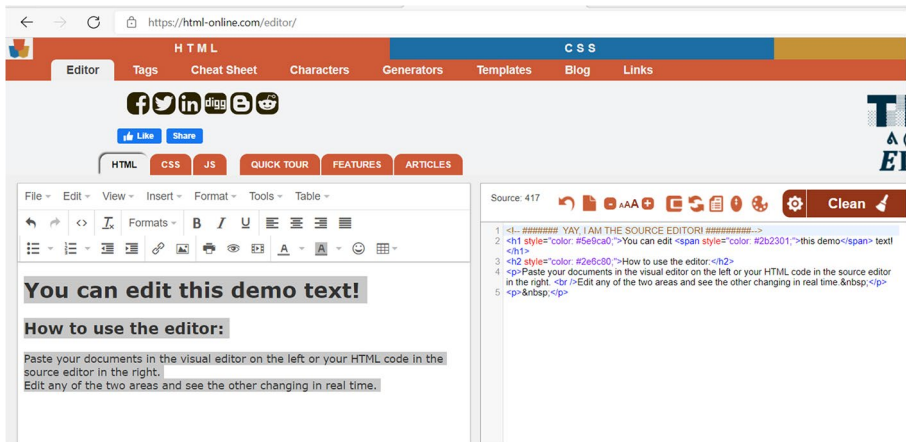 https://html-online.com/editor/
HTML CSS
Editor Tags Cheat Sheet Characters Generators Templates Blog Links
digg
Like Share
HTML CSS JS QUICK TOUR FEATURES ARTICLES
File Edit View Insert Format Tools Table
Formats B I U
A A
You can edit this demo text!
How to use the editor:
Paste your documents in the visual editor on the left or your HTML code in the
source editor in the right.
Edit any of the two areas and see the other changing in real time.
Source: 417 AAA Clean
1 <!-- ####### YAY, I AM THE SOURCE EDITOR! #########-->
2 <h1 style="color: #5e9ca0;">You can edit <span style="color: #2b2301;">this demo</span> text!
</h1>
3 <h2 style="color: #2e6c80;">How to use the editor:</h2>
4 <p>Paste your documents in the visual editor on the left or your HTML code in the source editor
in the right. <br />Edit any of the two areas and see the other changing in real time.&nbsp;</p>
5 <p>&nbsp;</p>